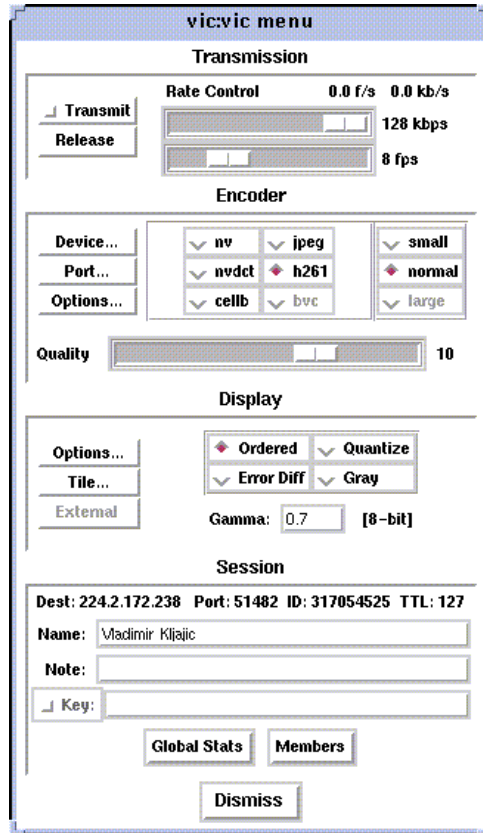 vic:vic menu
Transmission
Rate Control 0.0 f/s 0.0 kb/s
Transmit
128 kbps
Release
8 fps
Encoder
Device... nv jpeg small
Port... nvdct h261 normal
Options... cellb bvc large
Quality 10
Display
Options... Ordered Quantize
Tile... Error Diff Gray
External
Gamma: 0.7 [8-bit]
Session
Dest: 224.2.172.238 Port: 51482 ID: 317054525 TTL: 127
Name: Vladimir Kljajic
Note:
Key:
Global Stats Members
Dismiss